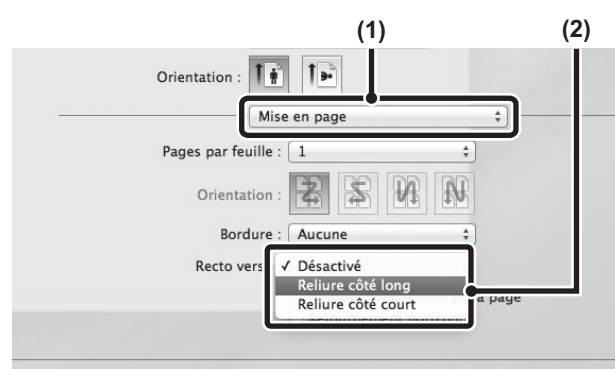 (1) (2)
Orientation :
Mise en page
Pages par feuille : 1
Orientation :
Bordure : Aucune
Recto vers ✓ Désactivé
Reliure côté long
Reliure côté court
a page